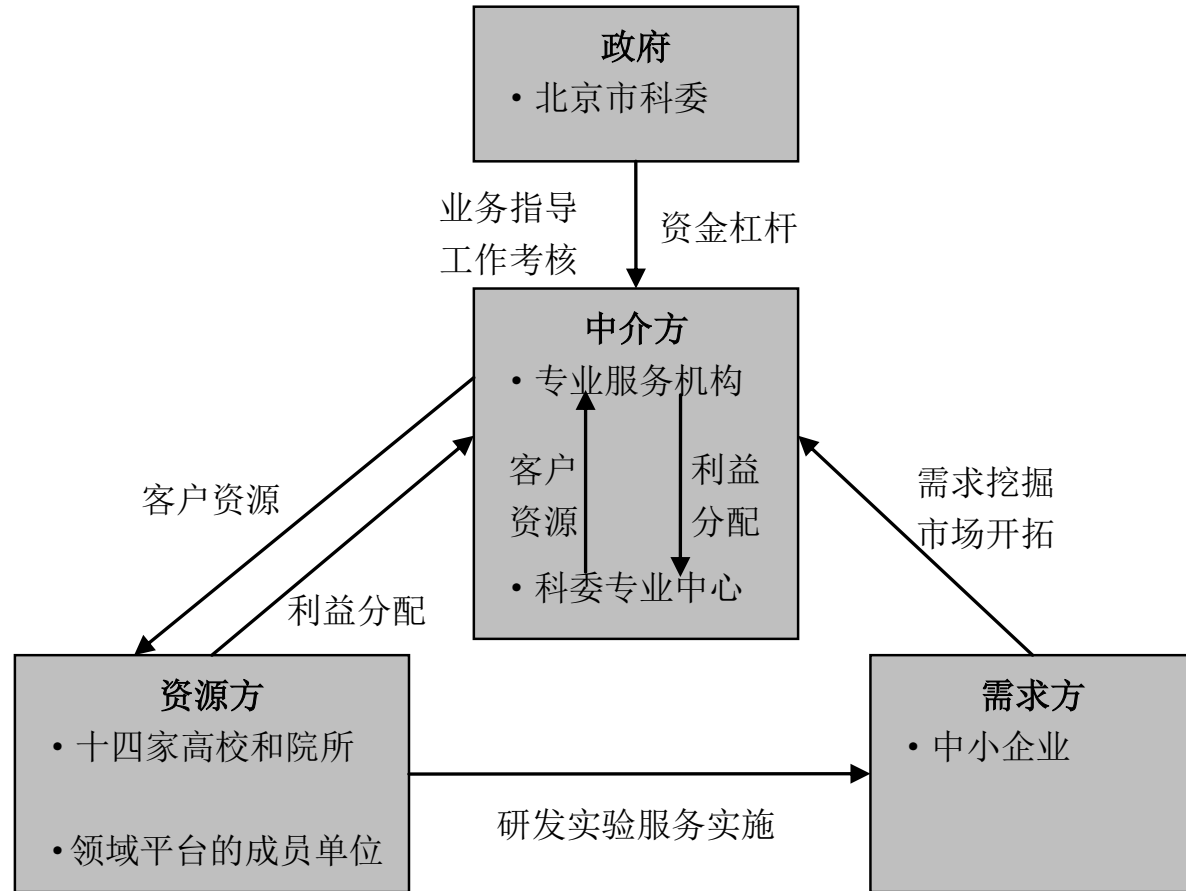 政府
•北京市科委
业务指导
工作考核
资金杠杆
中介方
•专业服务机构
客户
资源
利益
分配
•科委专业中心
客户资源
利益分配
需求挖掘
市场开拓
资源方
•十四家高校和院所
•领域平台的成员单位
需求方
•中小企业
研发实验服务实施